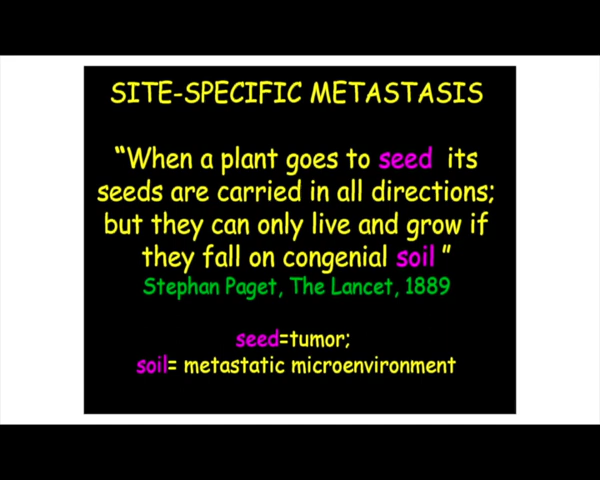 SITE-SPECIFIC METASTASIS
“When a plant goes to seed its
seeds are carried in all directions;
but they can only live and grow if
they fall on congenial soil ”
Stephan Paget, The Lancet, 1889
seed=tumor;
soil= metastatic microenvironment